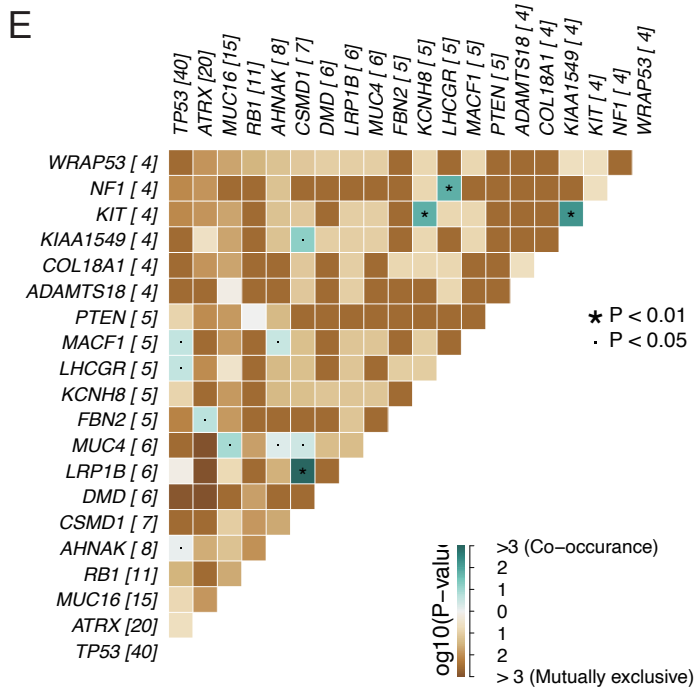 E
TP53 [40]
ATRX [20]
MUC16 [15]
RB1 [11]
AHNAK [ 8]
CSMD1 [ 7]
DMD [ 6]
LRP1B [ 6]
MUC4 [ 6]
FBN2 [ 5]
KCNH8 [ 5]
LHCGR [ 5]
MACF1 [ 5]
PTEN [ 5]
ADAMTS18 [ 4]
COL18A1 [ 4]
KIAA1549 [ 4]
KIT [ 4]
NF1 [ 4]
WRAP53 [ 4]
WRAP53 [ 4]
NF1 [ 4]
KIT [ 4]
KIAA1549 [ 4]
COL18A1 [ 4]
ADAMTS18 [ 4]
PTEN [ 5]
MACF1 [ 5]
LHCGR [ 5]
KCNH8 [ 5]
FBN2 [ 5]
MUC4 [ 6]
LRP1B [ 6]
DMD [ 6]
CSMD1 [ 7]
AHNAK [ 8]
RB1 [11]
MUC16 [15]
ATRX [20]
TP53 [40]
* P < 0.01
· P < 0.05
og10(P−value
>3 (Co−occurance)
2
1
0
1
2
> 3 (Mutually exclusive)